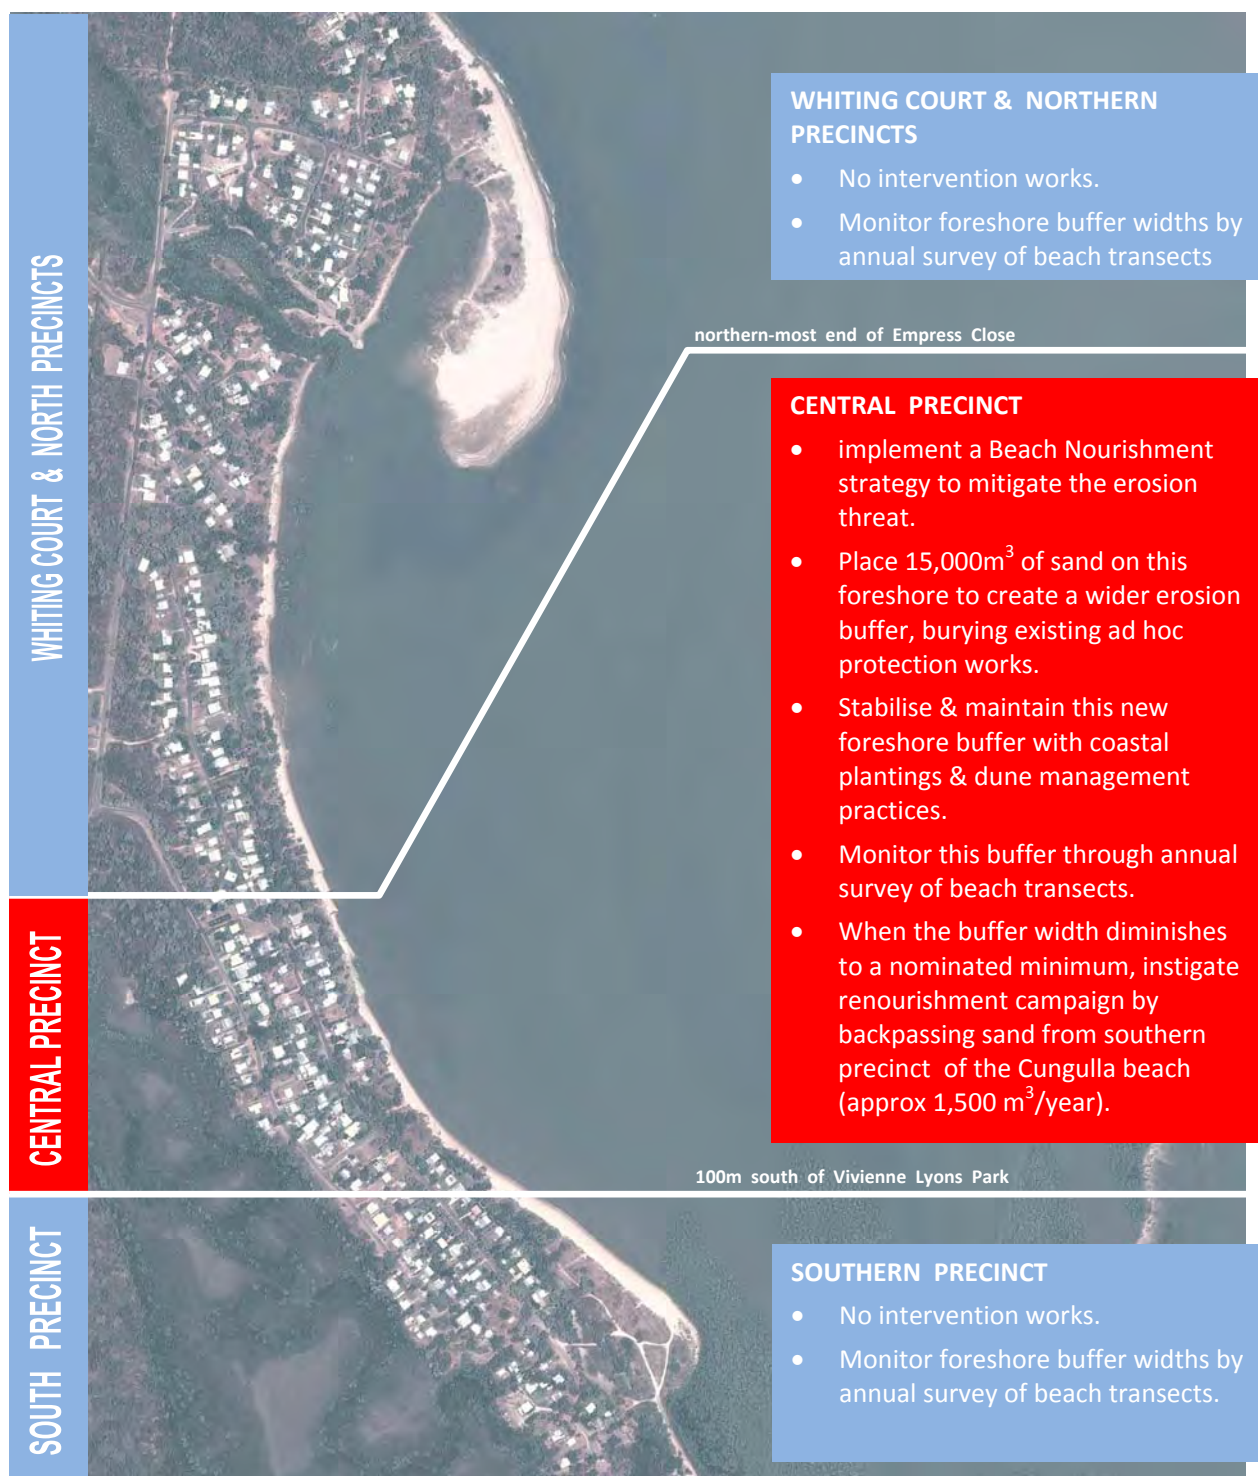 WHITING COURT & NORTH PRECINCTS
WHITING COURT & NORTHERN
PRECINCTS
• No intervention works.
• Monitor foreshore buffer widths by
annual survey of beach transects
northern-most end of Empress Close
CENTRAL PRECINCT
CENTRAL PRECINCT
• implement a Beach Nourishment
strategy to mitigate the erosion
threat.
• Place 15,000m³ of sand on this
foreshore to create a wider erosion
buffer, burying existing ad hoc
protection works.
• Stabilise & maintain this new
foreshore buffer with coastal
plantings & dune management
practices.
• Monitor this buffer through annual
survey of beach transects.
• When the buffer width diminishes
to a nominated minimum, instigate
renourishment campaign by
backpassing sand from southern
precinct of the Cungulla beach
(approx 1,500 m³/year).
100m south of Vivienne Lyons Park
SOUTH PRECINCT
SOUTHERN PRECINCT
• No intervention works.
• Monitor foreshore buffer widths by
annual survey of beach transects.